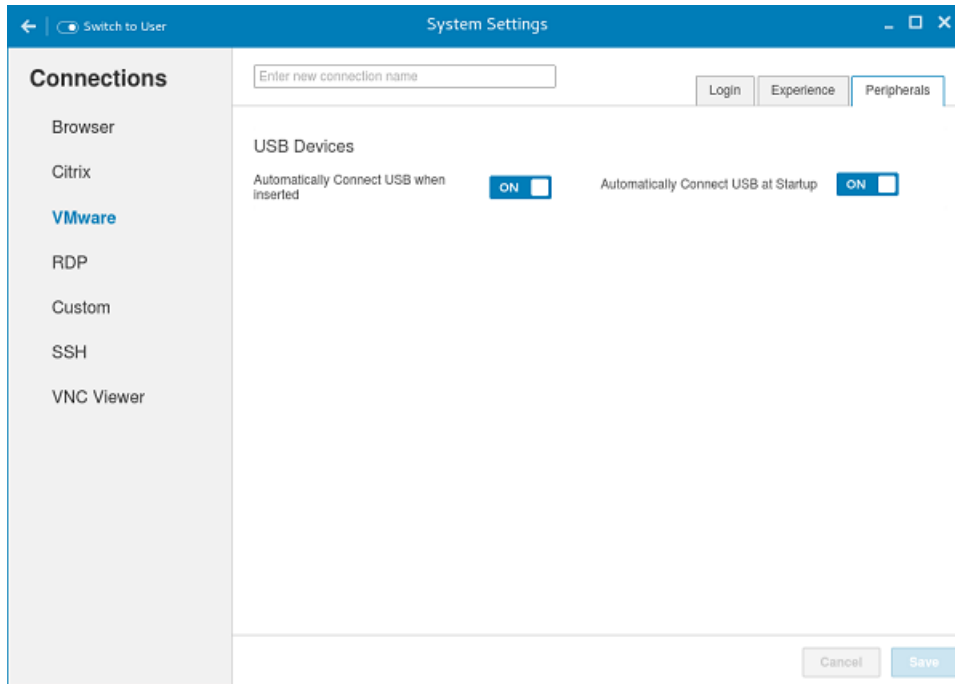 Switch to User
System Settings
Connections
Browser
Citrix
VMware
RDP
Custom
SSH
VNC Viewer
Enter new connection name
Login
Experience
Peripherals
USB Devices
Automatically Connect USB when
inserted
ON
Automatically Connect USB at Startup
ON
Cancel
Save